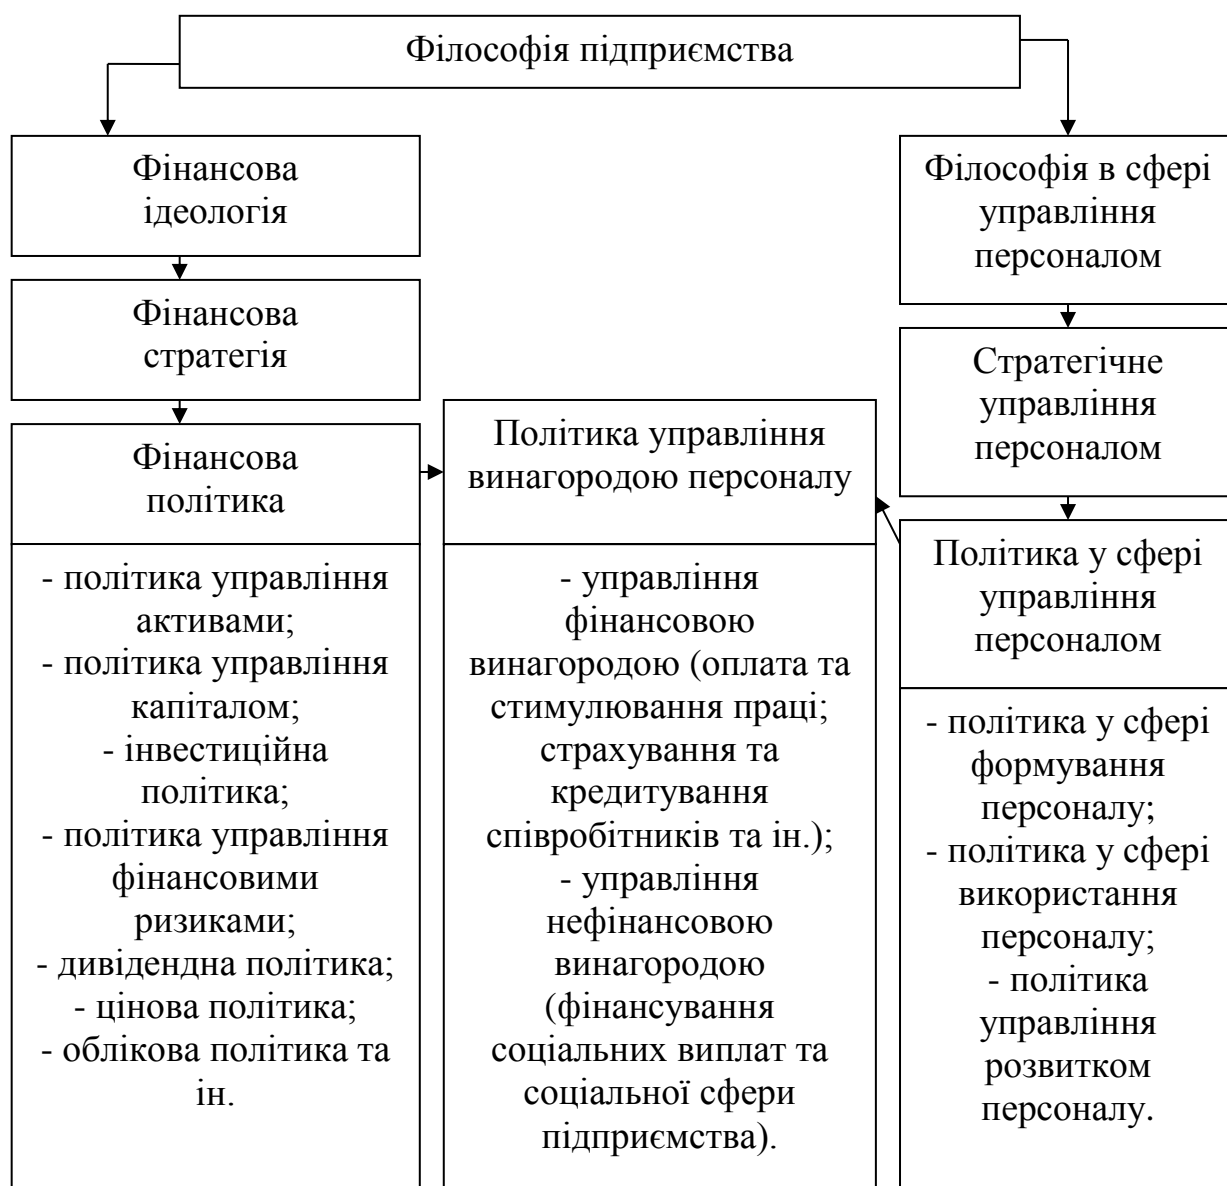 Філософія підприємства
Фінансова
ідеологія
Фінансова
стратегія
Фінансова
політика
- політика управління
активами;
- політика управління
капіталом;
- інвестиційна
політика;
- політика управління
фінансовими
ризиками;
- дивідендна політика;
- цінова політика;
- облікова політика та
ін.
Політика управління
винагородою персоналу
- управління
фінансовою
винагородою (оплата та
стимулювання праці;
страхування та
кредитування
співробітників та ін.);
- управління
нефінансовою
винагородою
(фінансування
соціальних виплат та
соціальної сфери
підприємства).
Філософія в сфері
управління
персоналом
Стратегічне
управління
персоналом
Політика у сфері
управління
персоналом
- політика у сфері
формування
персоналу;
- політика у сфері
використання
персоналу;
- політика
управління
розвитком
персоналу.